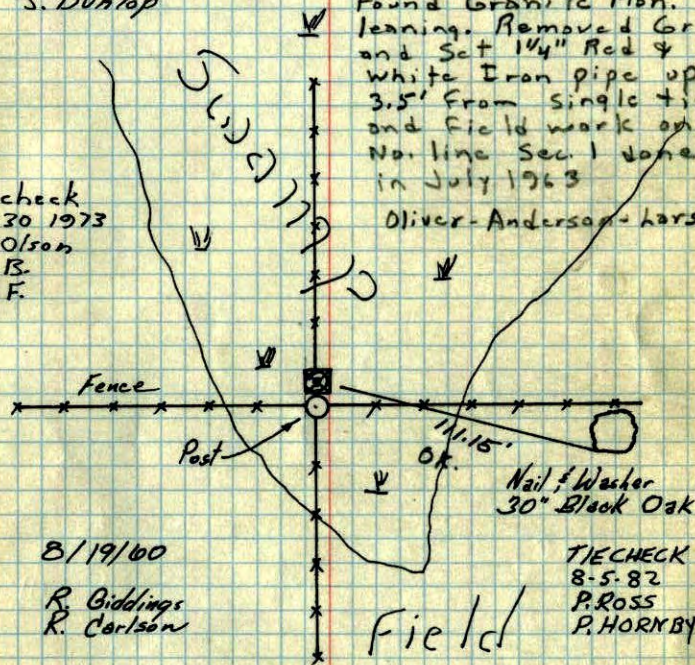 S. Dunlop
Found Granite Mon.
leaning. Removed Gr
and Set 1¼" Red &
White Iron pipe up
3.5' From Single ti
and Field work on
No. line Sec. 1 done
in July 1963
Oliver-Anderson-Lars
check
30 1973
Olson
B.
F.
Fence
Post
111.15'
OK.
Nail & Washer
30" Black Oak
8/19/60
R. Giddings
R. Carlson
Field
TIECHECK
8-5-82
P. ROSS
P. HORNBY